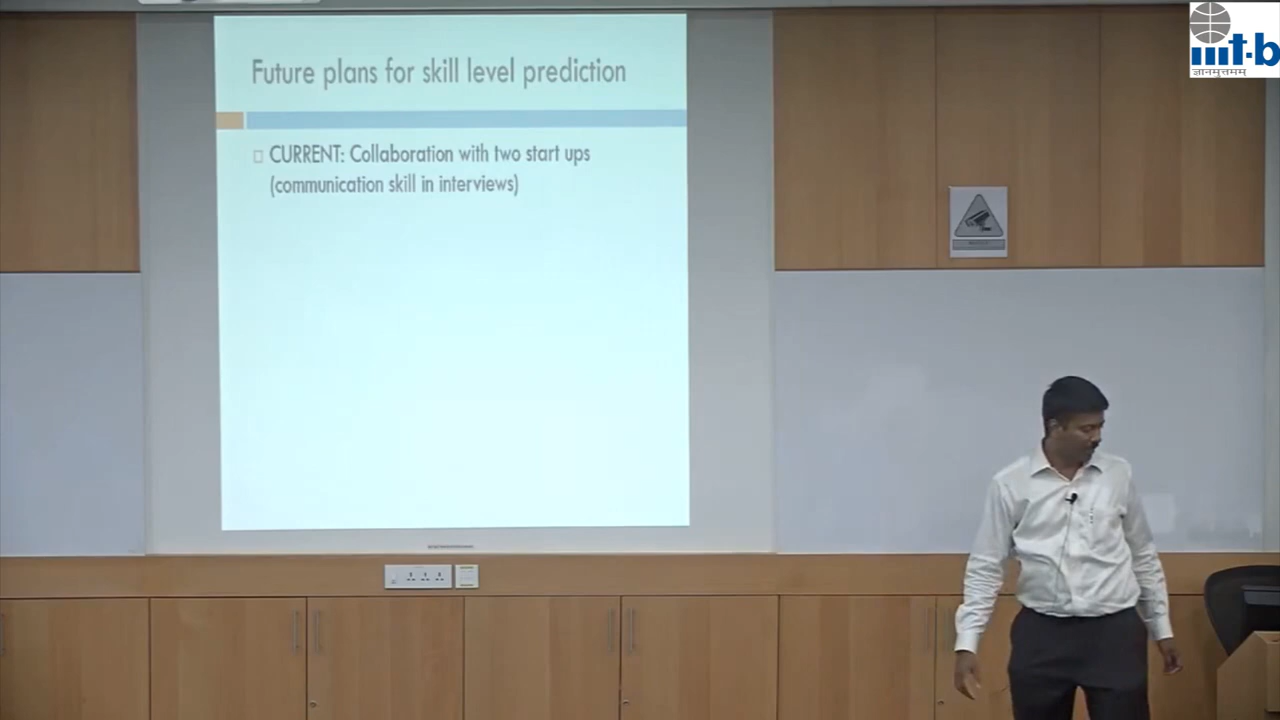 iiit-b
ज्ञानमुत्तमम्
Future plans for skill level prediction
CURRENT: Collaboration with two start ups
(communication skill in interviews)